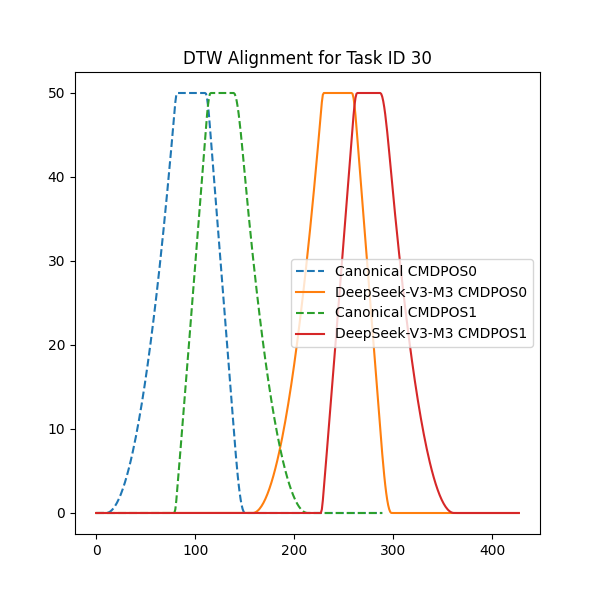 DTW Alignment for Task ID 30
50
40
30
20
10
0
Canonical CMDPOS0
DeepSeek-V3-M3 CMDPOS0
Canonical CMDPOS1
DeepSeek-V3-M3 CMDPOS1
0 100 200 300 400